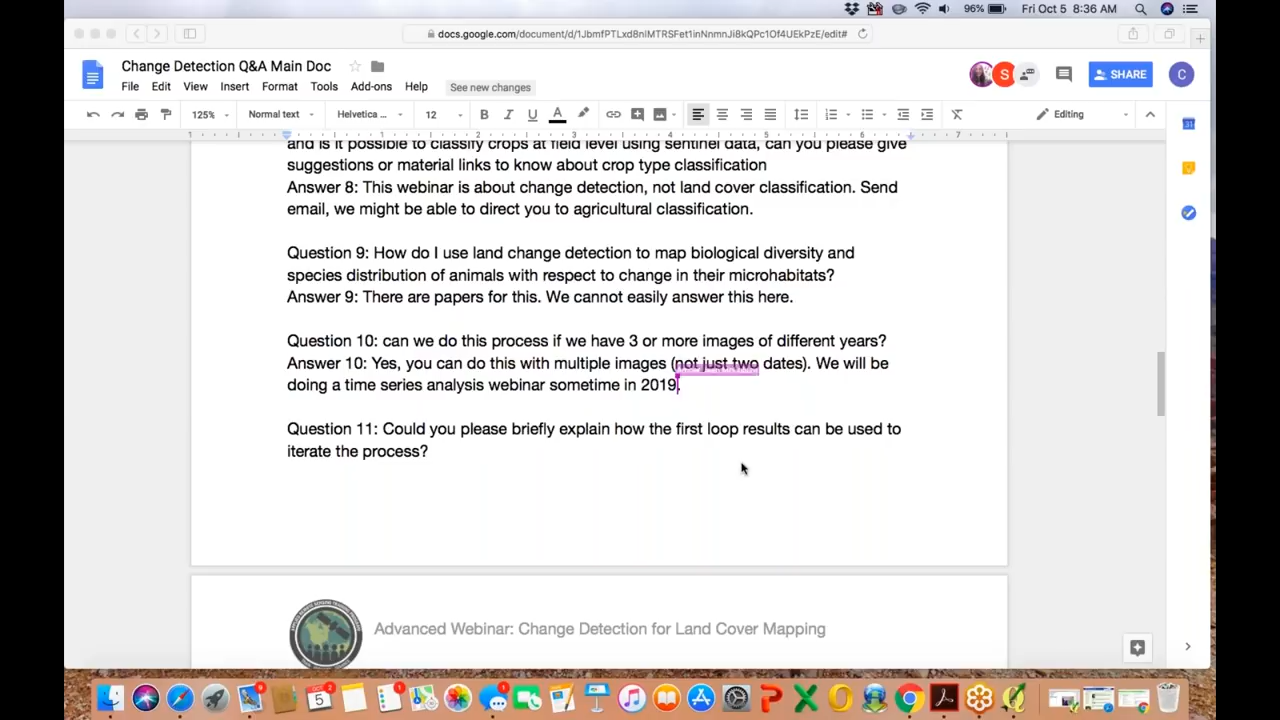 96% Fri Oct 5 8:36 AM
docs.google.com/document/d/1JbmfPTLxd8nIMTRSFet1inNnmnJi8kQPc1Of4UEkPzE/edit#
Change Detection Q&A Main Doc
S
SHARE
C
File Edit View Insert Format Tools Add-ons Help See new changes
125% Normal text Helvetica ... 12 B I U A Editing
1 1 2 3 4 5 6 7
and is it possible to classify crops at field level using sentinel data, can you please give
suggestions or material links to know about crop type classification
Answer 8: This webinar is about change detection, not land cover classification. Send
email, we might be able to direct you to agricultural classification.
Question 9: How do I use land change detection to map biological diversity and
species distribution of animals with respect to change in their microhabitats?
Answer 9: There are papers for this. We cannot easily answer this here.
Question 10: can we do this process if we have 3 or more images of different years?
Answer 10: Yes, you can do this with multiple images (not just two dates). We will be
doing a time series analysis webinar sometime in 2019.
Question 11: Could you please briefly explain how the first loop results can be used to
iterate the process?
Advanced Webinar: Change Detection for Land Cover Mapping